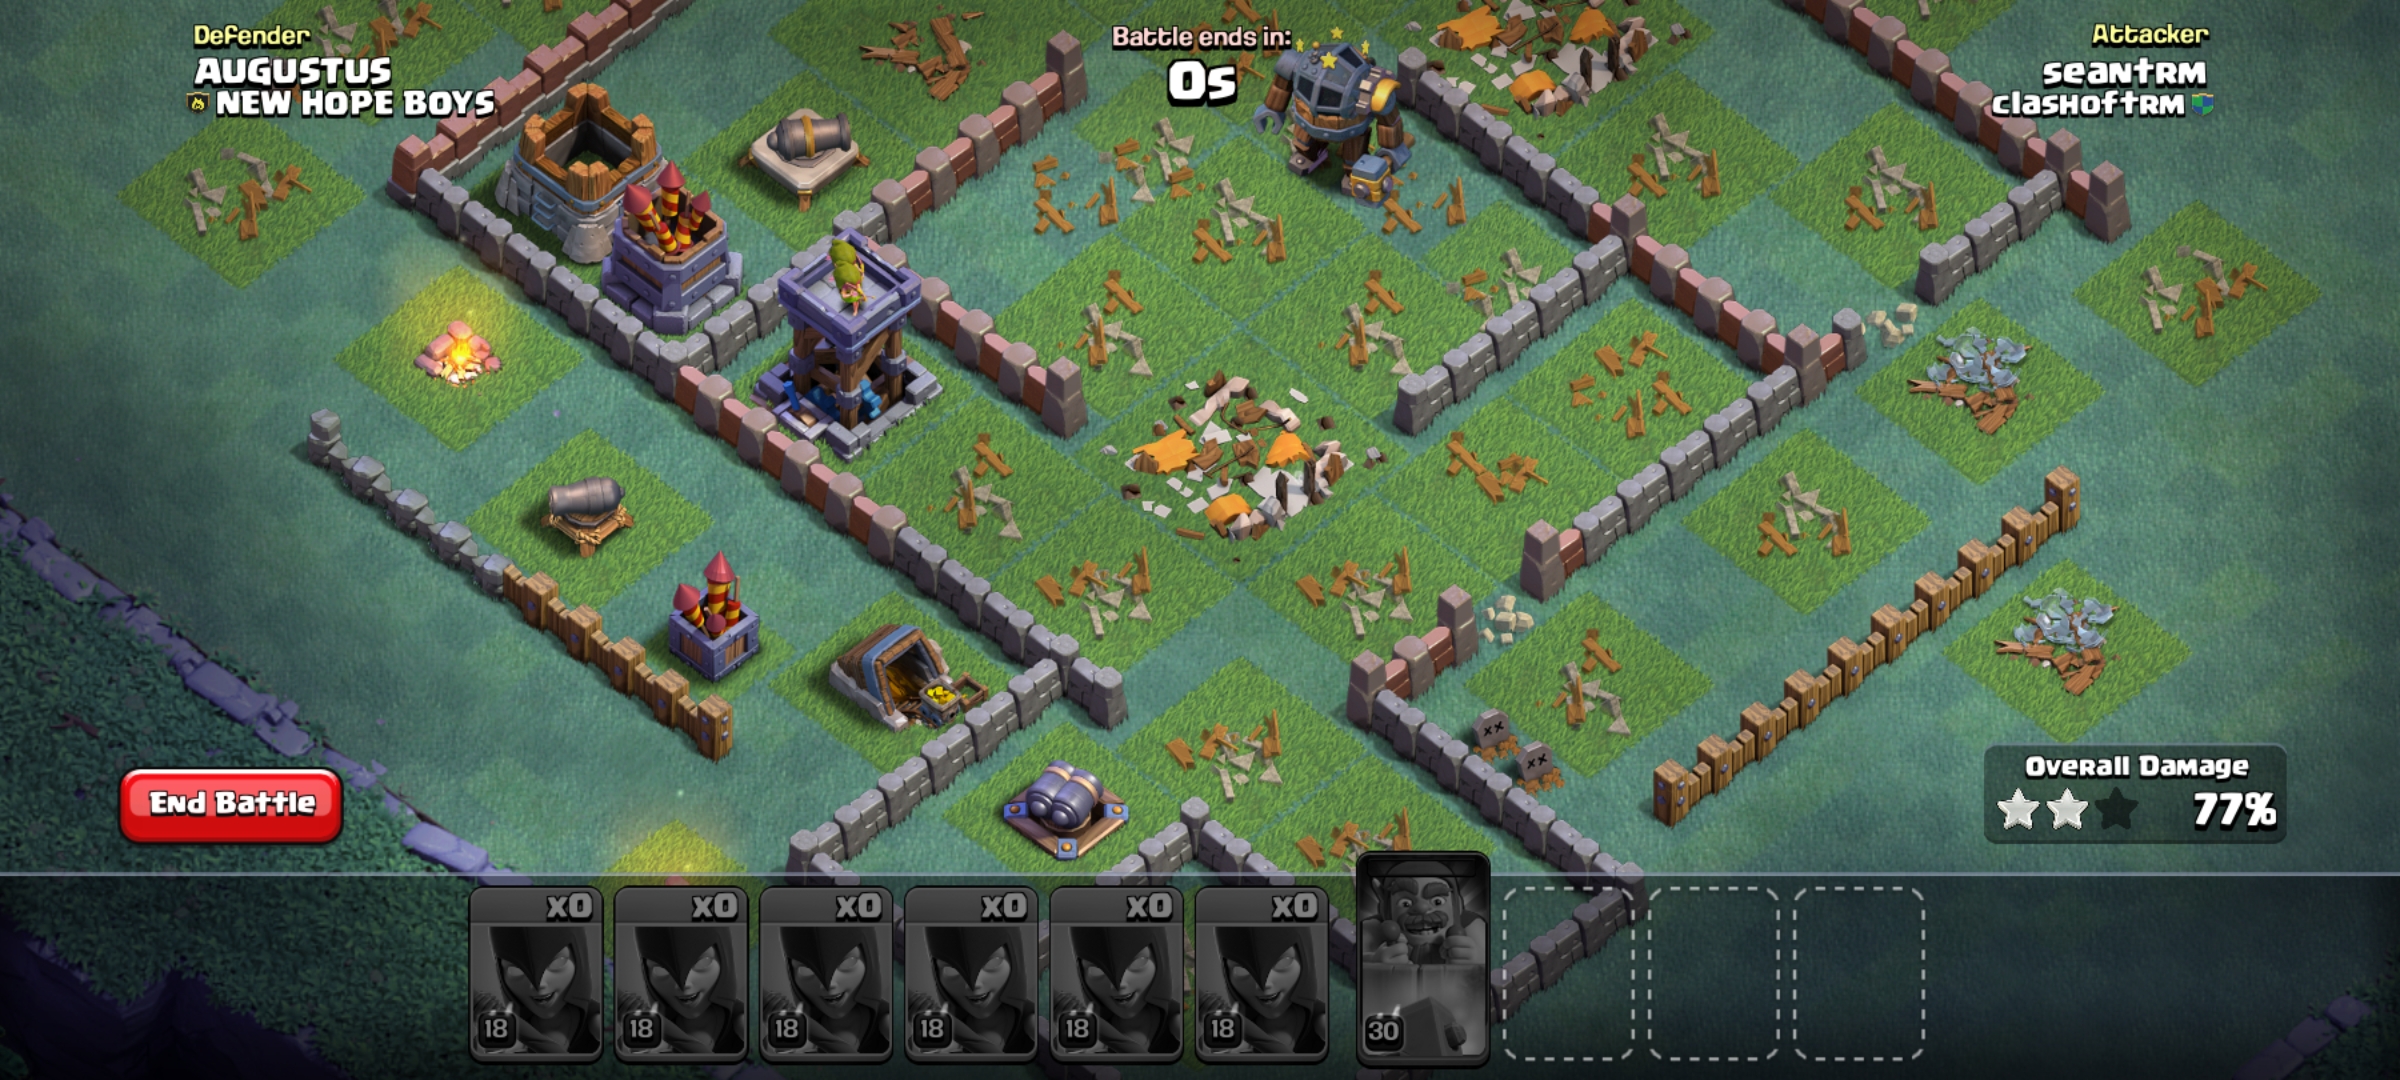 Defender
AUGUSTUS
NEW HOPE BOYS
Battle ends in:
0s
Attacker
seantRM
clashoftRM
End Battle
Overall Damage
77%
x0 x0 x0 x0 x0 x0
18 18 18 18 18 18 30